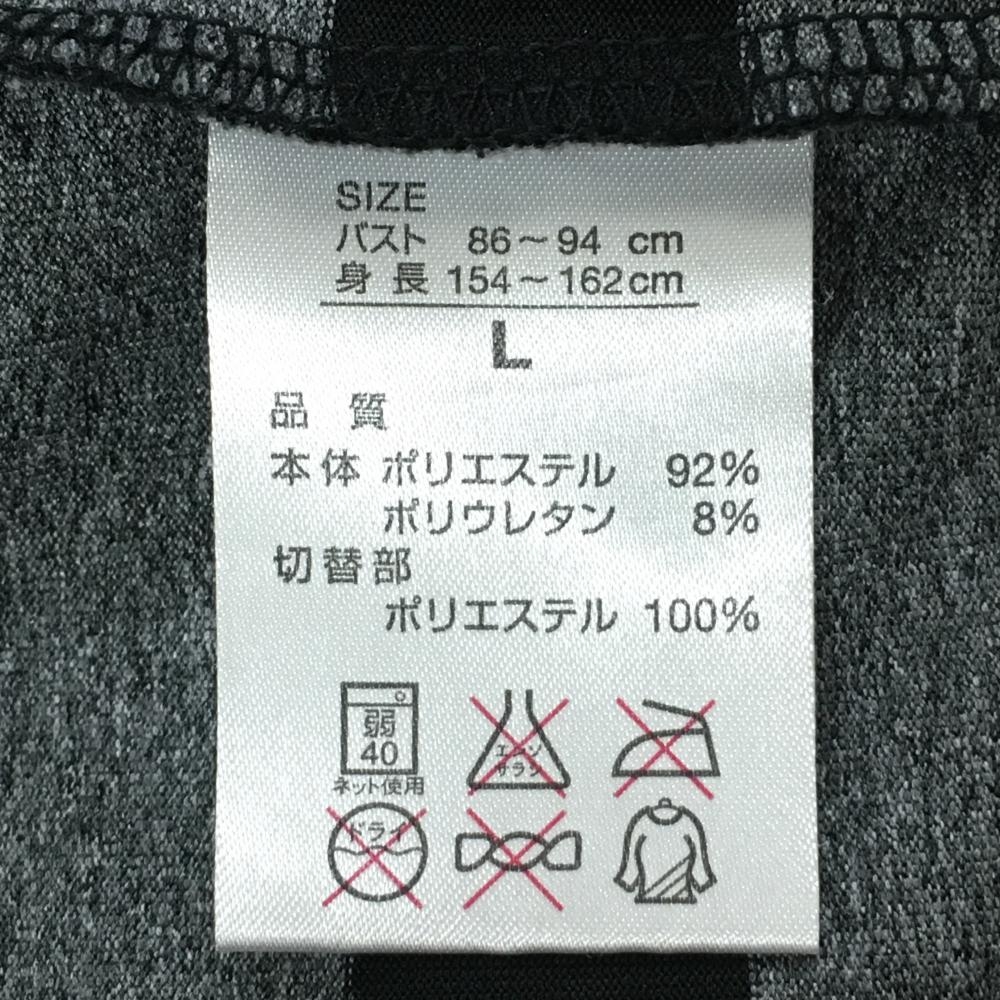 SIZE
バスト 86～94 cm
身長 154～162cm
L
品質
本体 ポリエステル 92%
ポリウレタン 8%
切替部
ポリエステル 100%
弱
40
ネット使用
エンソ
サラシ
ドライ